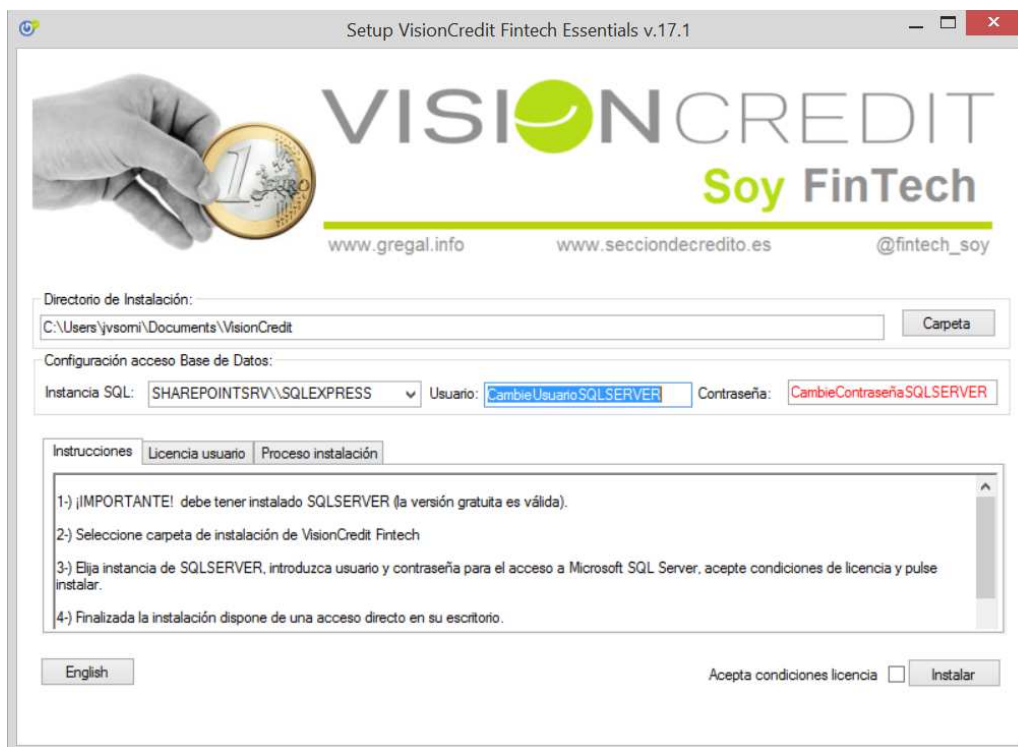 Setup VisionCredit Fintech Essentials v.17.1
VISIONCREDIT
Soy FinTech
1 EURO
www.gregal.info www.secciondecredito.es @fintech_soy
Directorio de Instalación:
C:\Users\jvsomi\Documents\VisionCredit Carpeta
Configuración acceso Base de Datos:
Instancia SQL: SHAREPOINTSRV\\SQLEXPRESS Usuario: CambieUsuarioSQLSERVER Contraseña: CambieContraseñaSQLSERVER
Instrucciones Licencia usuario Proceso instalación
1-) ¡IMPORTANTE! debe tener instalado SQLSERVER (la versión gratuita es válida).
2-) Seleccione carpeta de instalación de VisionCredit Fintech
3-) Elija instancia de SQLSERVER, introduzca usuario y contraseña para el acceso a Microsoft SQL Server, acepte condiciones de licencia y pulse
instalar.
4-) Finalizada la instalación dispone de una acceso directo en su escritorio.
English Acepta condiciones licencia Instalar